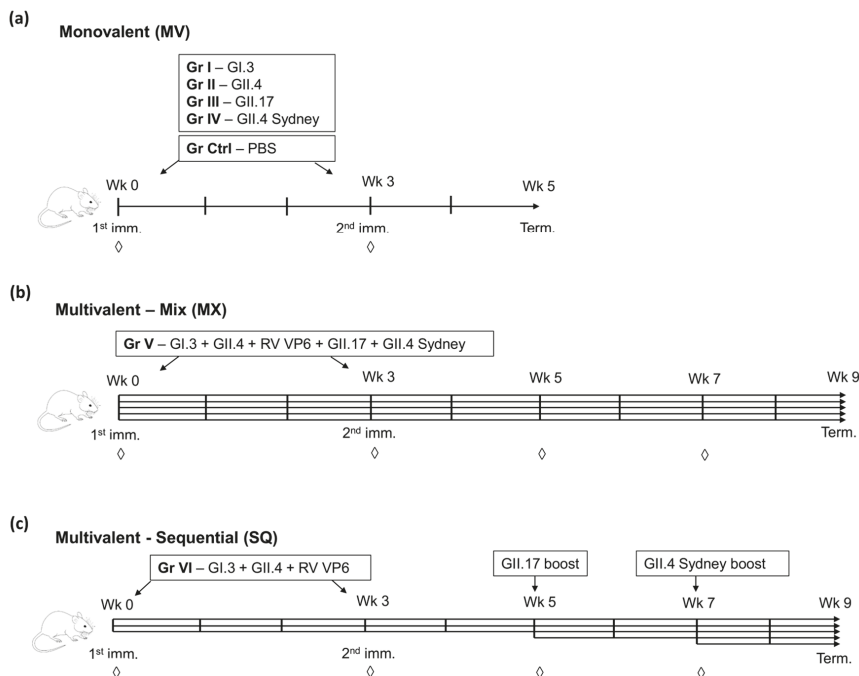 (a)
Monovalent (MV)
Gr I – GI.3
Gr II – GII.4
Gr III – GII.17
Gr IV – GII.4 Sydney
Gr Ctrl – PBS
Wk 0
Wk 3
Wk 5
1st imm.
2nd imm.
Term.
(b)
Multivalent – Mix (MX)
Gr V – GI.3 + GII.4 + RV VP6 + GII.17 + GII.4 Sydney
Wk 0
Wk 3
Wk 5
Wk 7
Wk 9
1st imm.
2nd imm.
Term.
(c)
Multivalent - Sequential (SQ)
Gr VI – GI.3 + GII.4 + RV VP6
GII.17 boost
GII.4 Sydney boost
Wk 0
Wk 3
Wk 5
Wk 7
Wk 9
1st imm.
2nd imm.
Term.